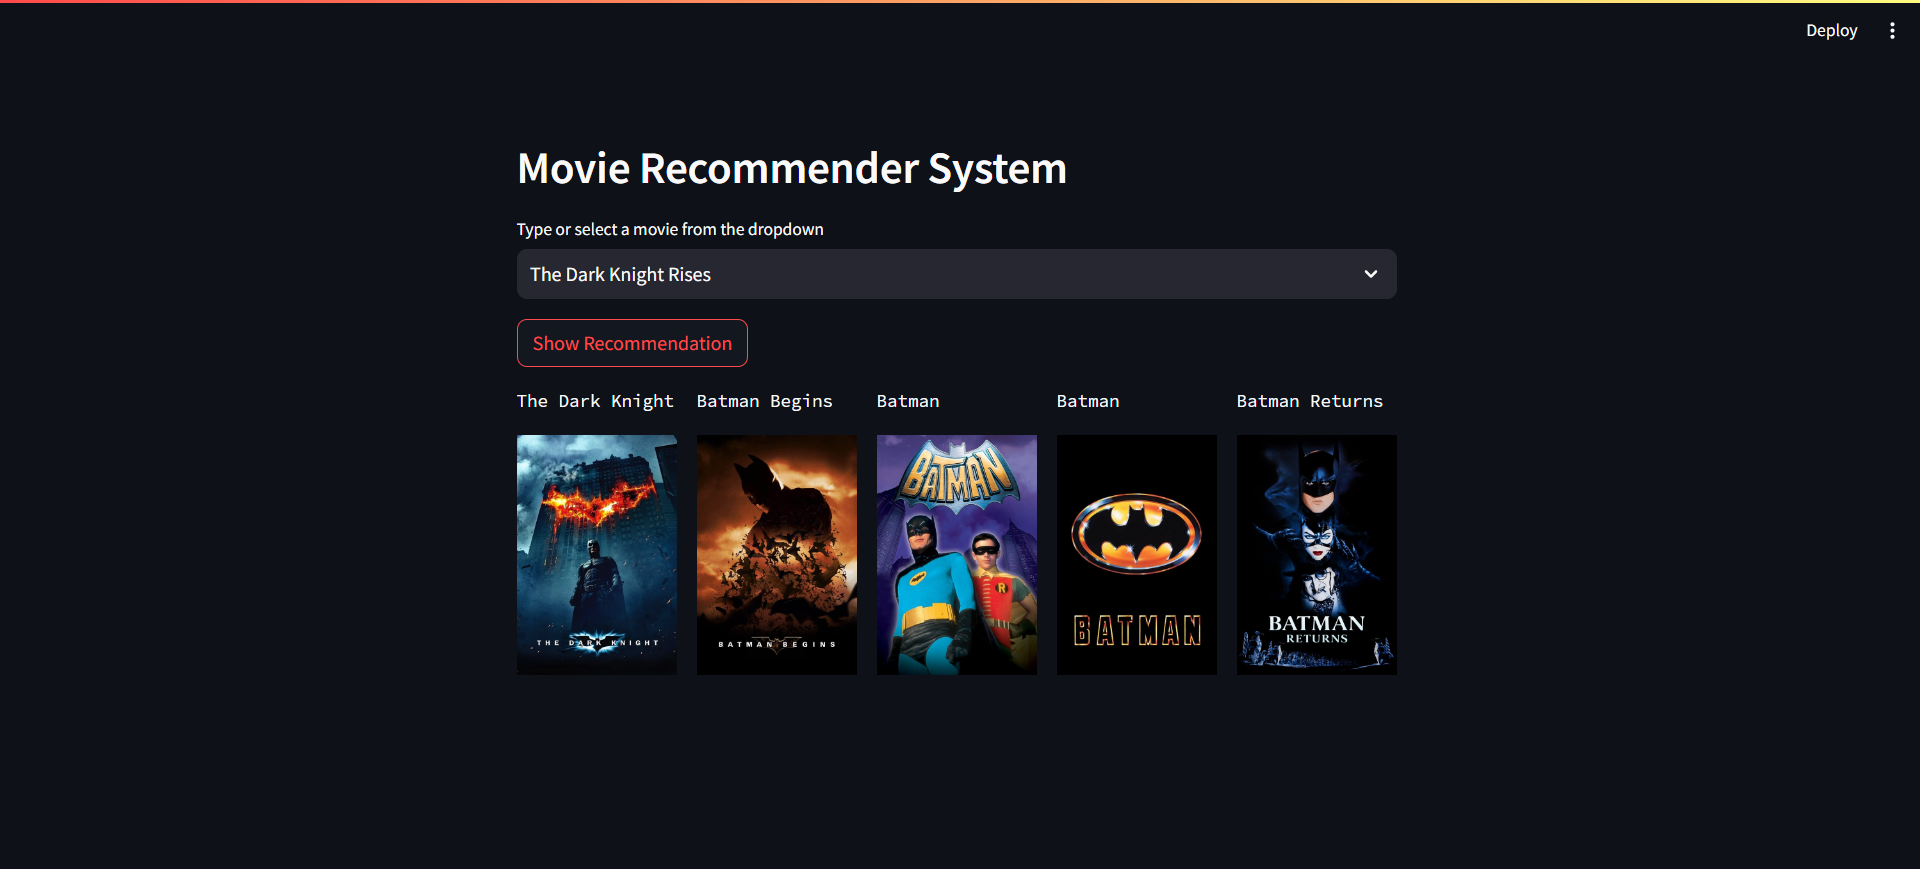 Deploy
Movie Recommender System
Type or select a movie from the dropdown
The Dark Knight Rises
Show Recommendation
The Dark Knight
Batman Begins
Batman
Batman
Batman Returns
BATMAN
R
THE DARK KNIGHT
BATMAN BEGINS
BATMAN
BATMAN
RETURNS